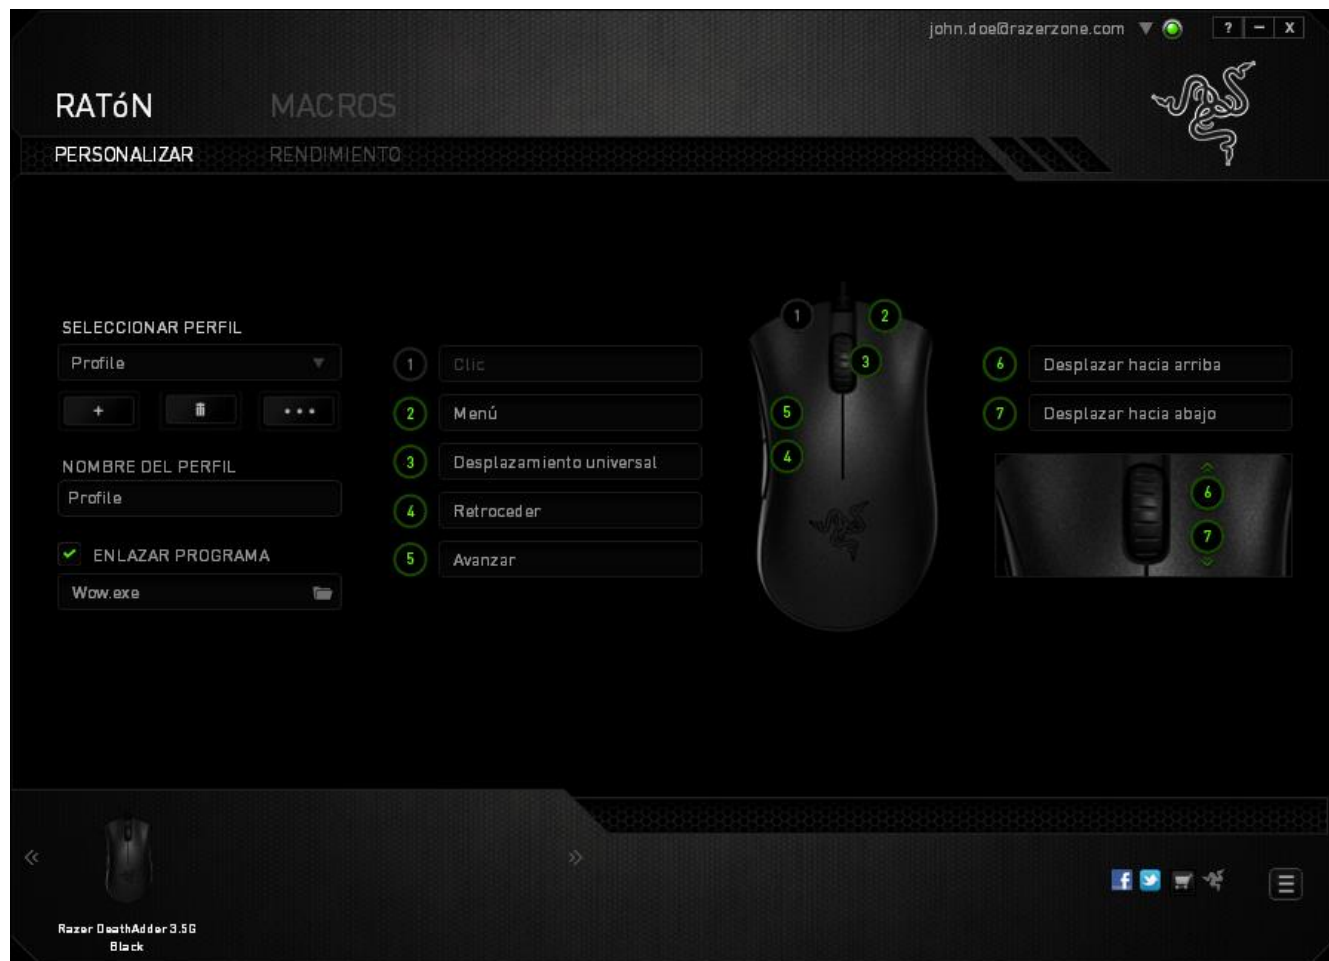 john.doe@razerzone.com
? – X
RATóN MACROS
PERSONALIZAR RENDIMIENTO
SELECCIONAR PERFIL
Profile
+
NOMBRE DEL PERFIL
Profile
ENLAZAR PROGRAMA
Wow.exe
1 Clic
2 Menú
3 Desplazamiento universal
4 Retroceder
5 Avanzar
1
2
3
5
4
6 Desplazar hacia arriba
7 Desplazar hacia abajo
6
7
Razer DeathAdder 3.5G
Black